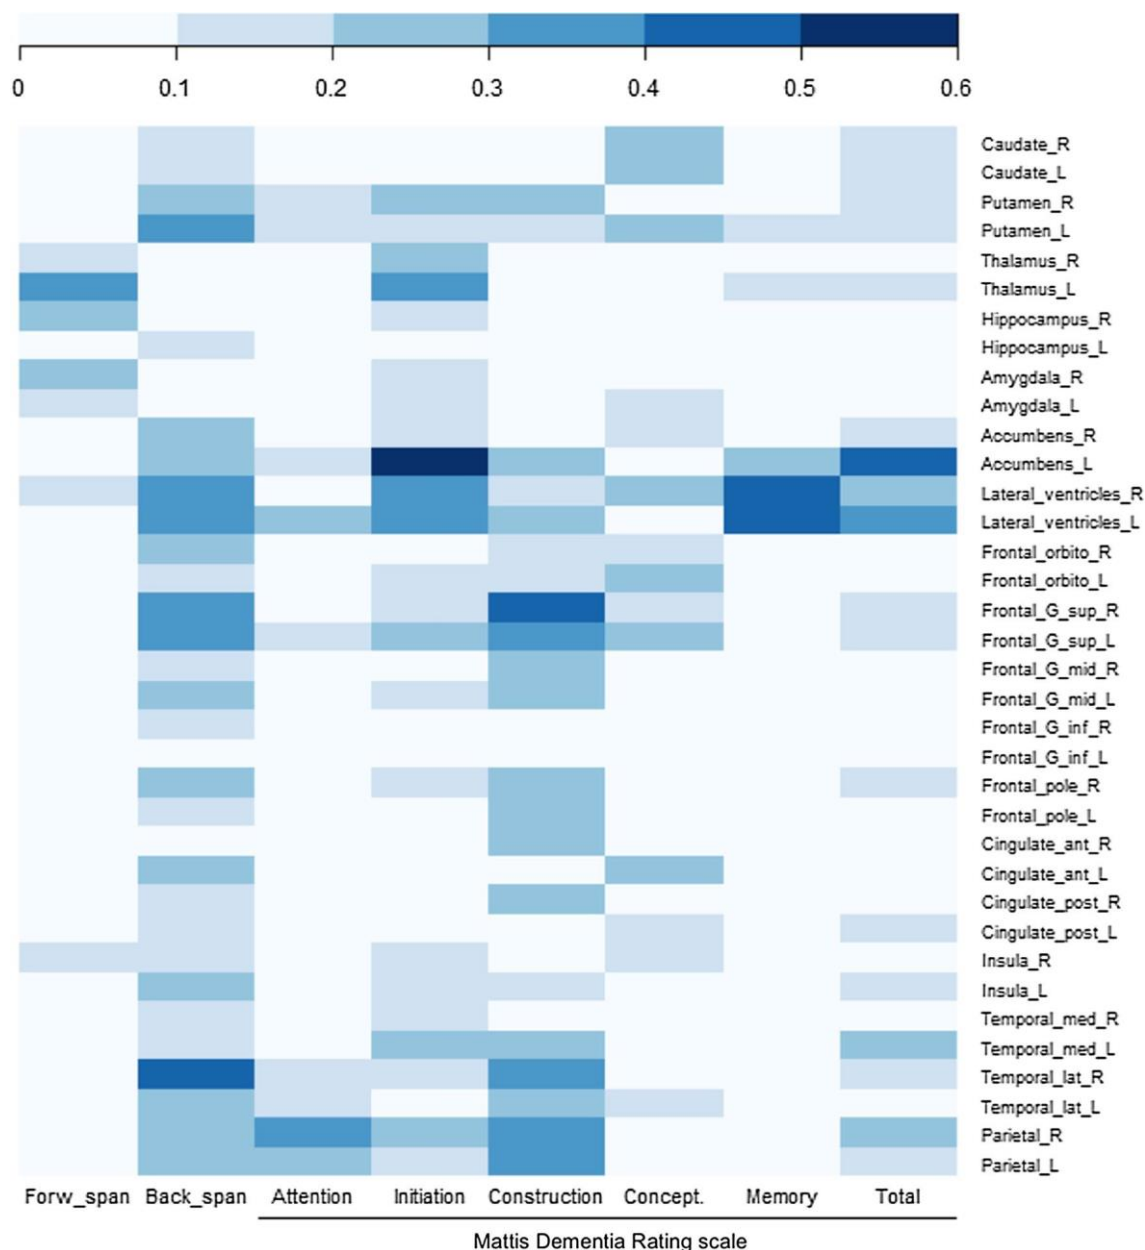 0 0.1 0.2 0.3 0.4 0.5 0.6
Caudate_R
Caudate_L
Putamen_R
Putamen_L
Thalamus_R
Thalamus_L
Hippocampus_R
Hippocampus_L
Amygdala_R
Amygdala_L
Accumbens_R
Accumbens_L
Lateral_ventricles_R
Lateral_ventricles_L
Frontal_orbito_R
Frontal_orbito_L
Frontal_G_sup_R
Frontal_G_sup_L
Frontal_G_mid_R
Frontal_G_mid_L
Frontal_G_inf_R
Frontal_G_inf_L
Frontal_pole_R
Frontal_pole_L
Cingulate_ant_R
Cingulate_ant_L
Cingulate_post_R
Cingulate_post_L
Insula_R
Insula_L
Temporal_med_R
Temporal_med_L
Temporal_lat_R
Temporal_lat_L
Parietal_R
Parietal_L
Forw_span Back_span Attention Initiation Construction Concept. Memory Total
Mattis Dementia Rating scale